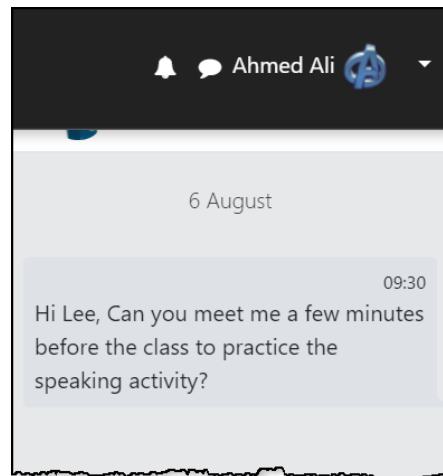 Ahmed Ali
6 August
09:30
Hi Lee, Can you meet me a few minutes
before the class to practice the
speaking activity?